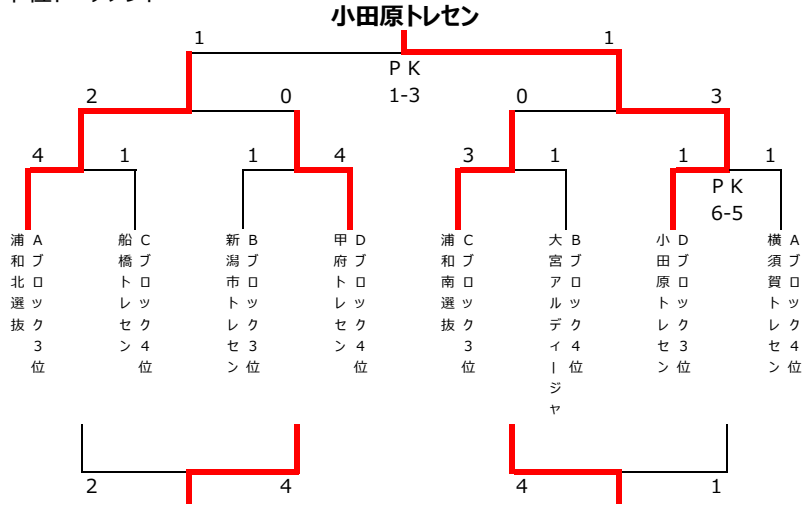 小田原トレセン
1 1
PK
1-3
2 0 0 3
4 1 1 4 3 1 1 1
PK
6-5
Aブロック3位
浦和北選抜
Cブロック4位
船橋トレセン
Bブロック3位
新潟市トレセン
Dブロック4位
甲府トレセン
Cブロック3位
浦和南選抜
Bブロック4位
大宮アルディージャ
Dブロック3位
小田原トレセン
Aブロック4位
横須賀トレセン
2 4 4 1